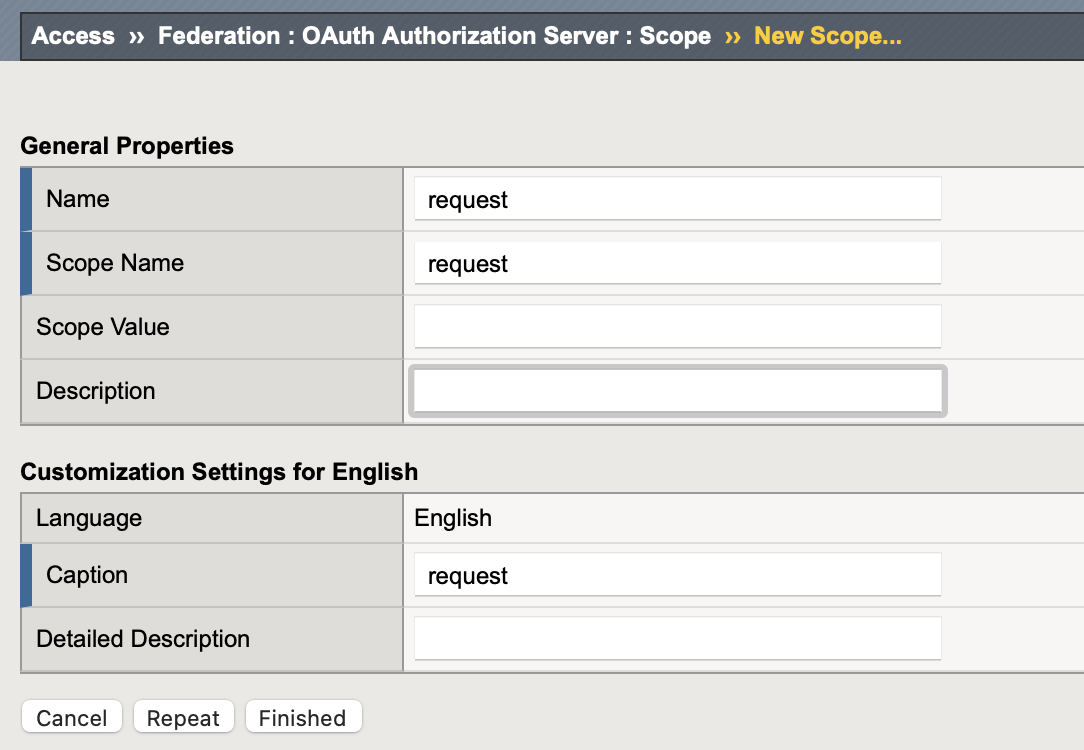 Access ›› Federation : OAuth Authorization Server : Scope ›› New Scope...
General Properties
Name request
Scope Name request
Scope Value
Description
Customization Settings for English
Language English
Caption request
Detailed Description
Cancel Repeat Finished